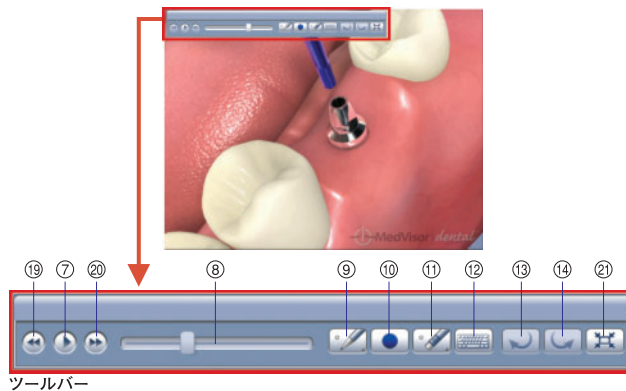 MedVisor dental
⑲ ⑦ ⑳ ⑧ ⑨ ⑩ ⑪ ⑫ ⑬ ⑭ ㉑
ツールバー